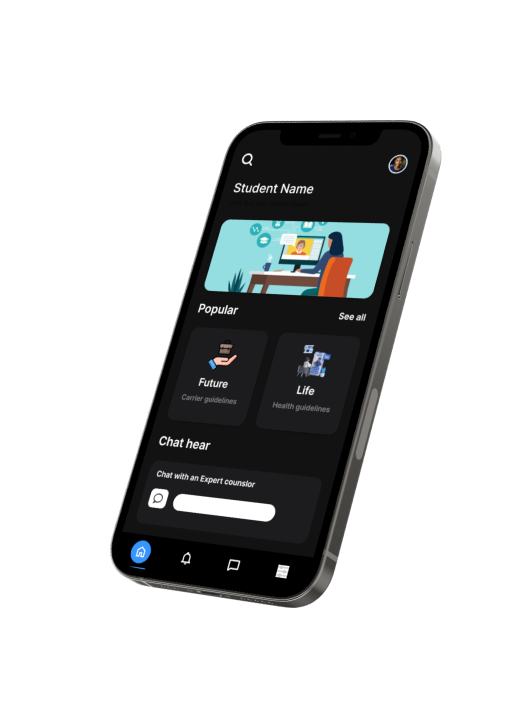 Student Name
Popular
See all
Future
Carrier guidelines
Life
Health guidelines
Chat hear
Chat with an Expert counslor